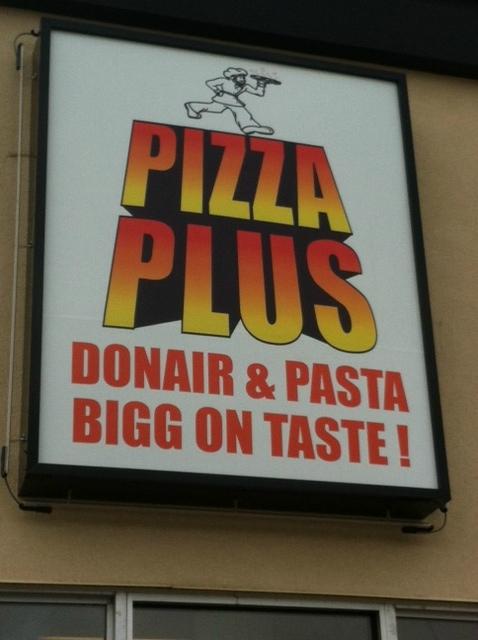 PIZZA
PLUS
DONAIR & PASTA
BIGG ON TASTE !